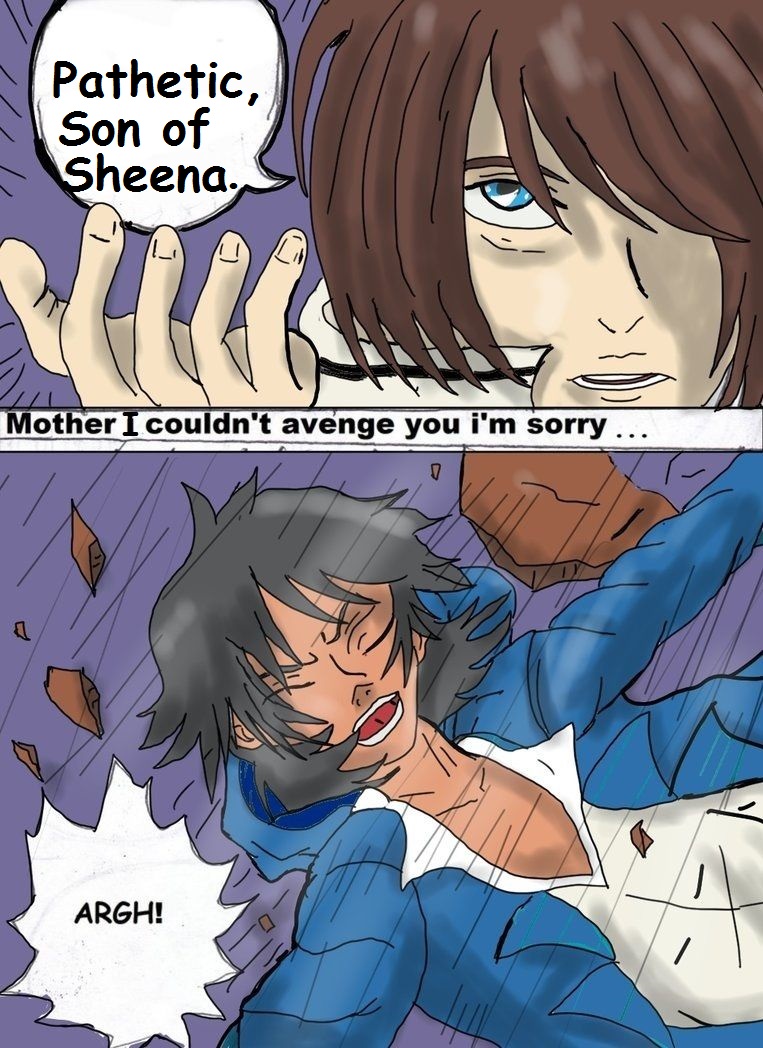 Pathetic,
Son of
Sheena.
Mother I couldn't avenge you i'm sorry ...
ARGH!